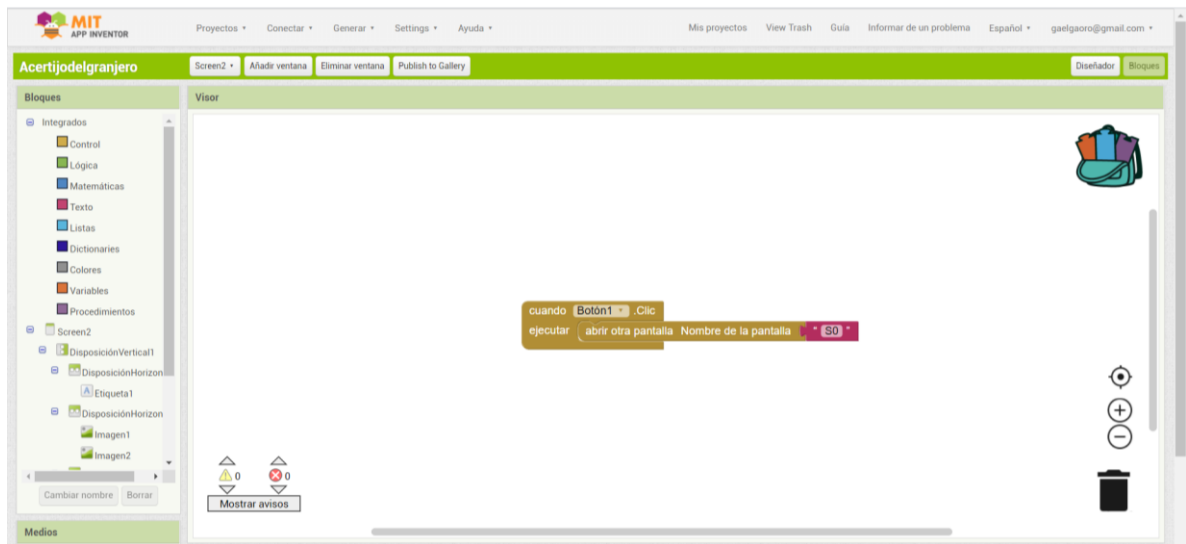 MIT
APP INVENTOR
Proyectos Conectar Generar Settings Ayuda Mis proyectos View Trash Guía Informar de un problema Español gaelgaoro@gmail.com
Acertijodelgranjero Screen2 Añadir ventana Eliminar ventana Publish to Gallery Diseñador Bloques
Bloques
Visor
Integrados
Control
Lógica
Matemáticas
Texto
Listas
Dictionaries
Colores
Variables
Procedimientos
Screen2
DisposiciónVertical1
DisposiciónHorizon
A Etiqueta1
DisposiciónHorizon
Imagen1
Imagen2
Cambiar nombre Borrar
Medios
cuando Botón1 .Clic
ejecutar abrir otra pantalla Nombre de la pantalla " S0 "
0 0
Mostrar avisos